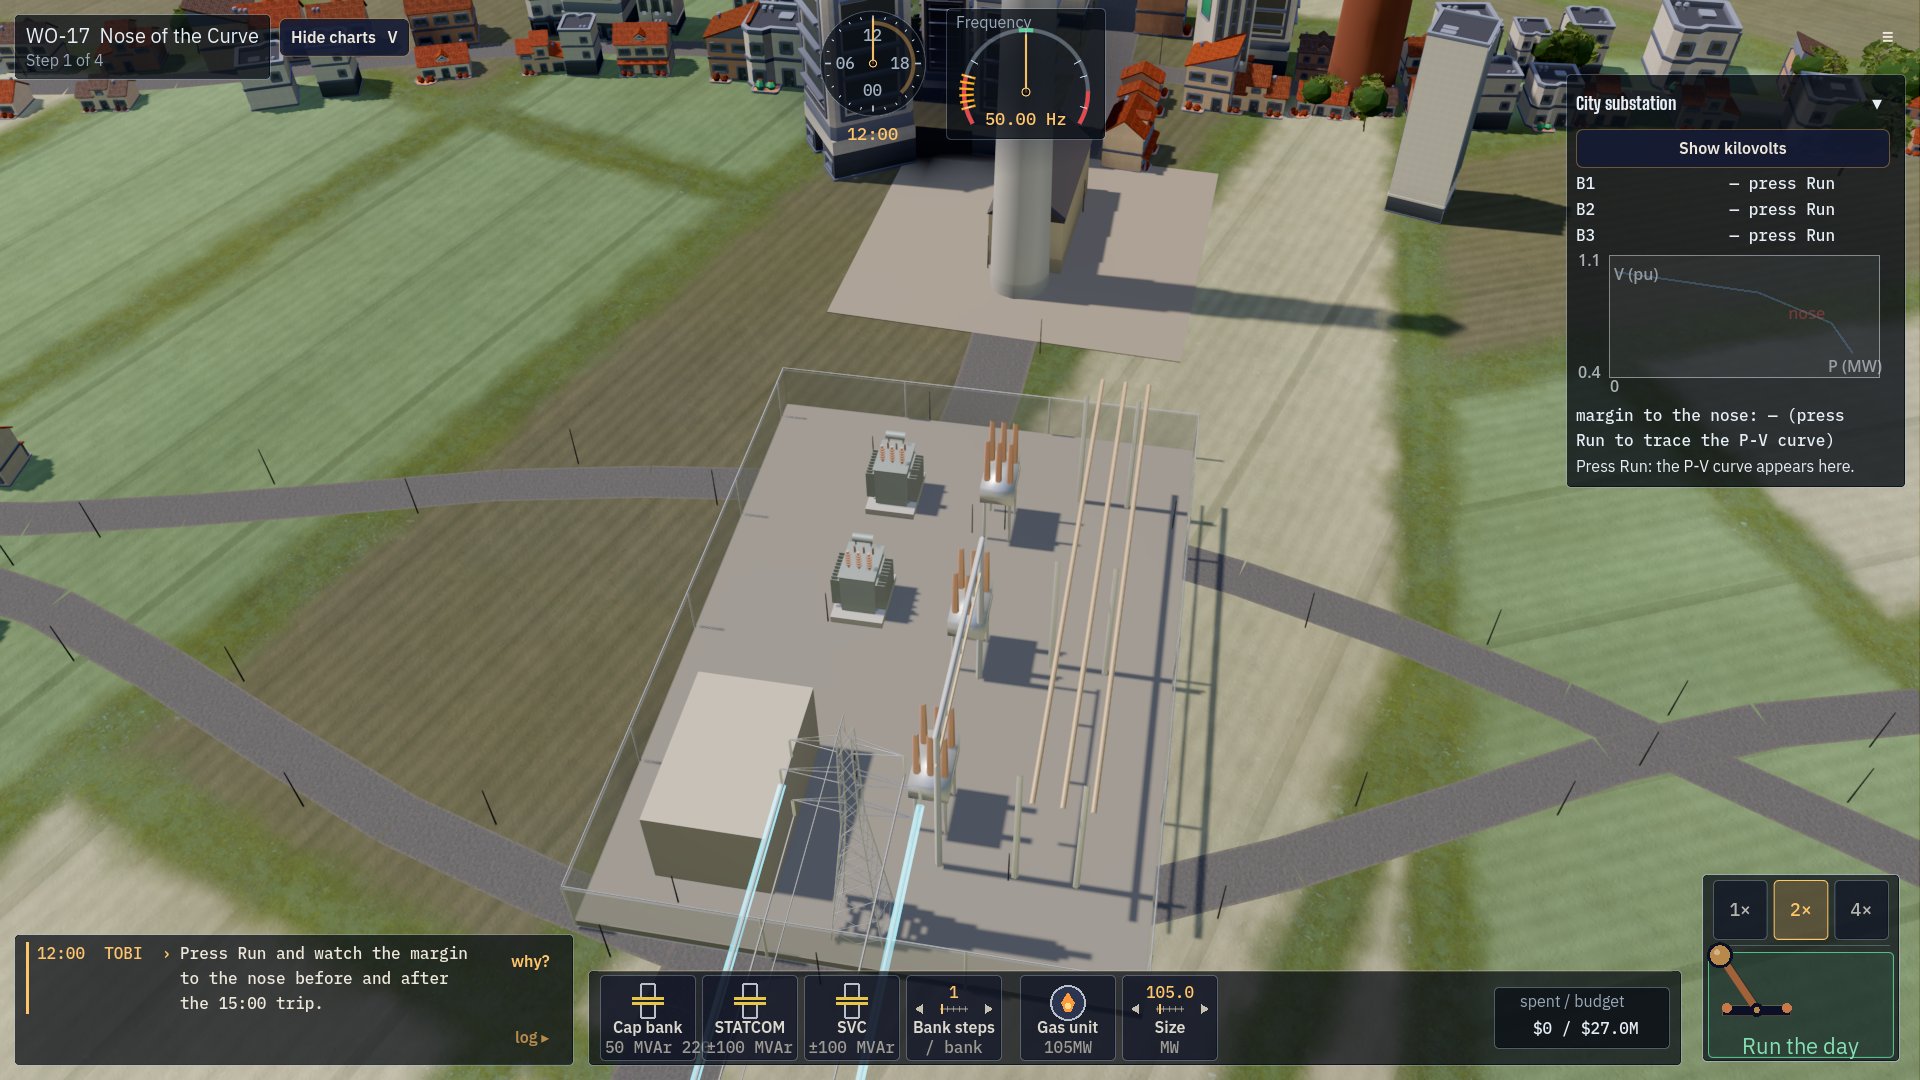 WO-17 Nose of the Curve
Step 1 of 4
Hide charts V
12
06 18
00
12:00
Frequency
50.00 Hz
≡
City substation ▼
Show kilovolts
B1 — press Run
B2 — press Run
B3 — press Run
1.1
V (pu)
nose
P (MW)
0.4
0
margin to the nose: — (press
Run to trace the P-V curve)
Press Run: the P-V curve appears here.
12:00 TOBI › Press Run and watch the margin
to the nose before and after
the 15:00 trip.
why?
log ▸
Cap bank
50 MVAr 220
STATCOM
±100 MVAr
SVC
±100 MVAr
1
Bank steps
/ bank
Gas unit
105MW
105.0
Size
MW
spent / budget
$0 / $27.0M
1× 2× 4×
Run the day